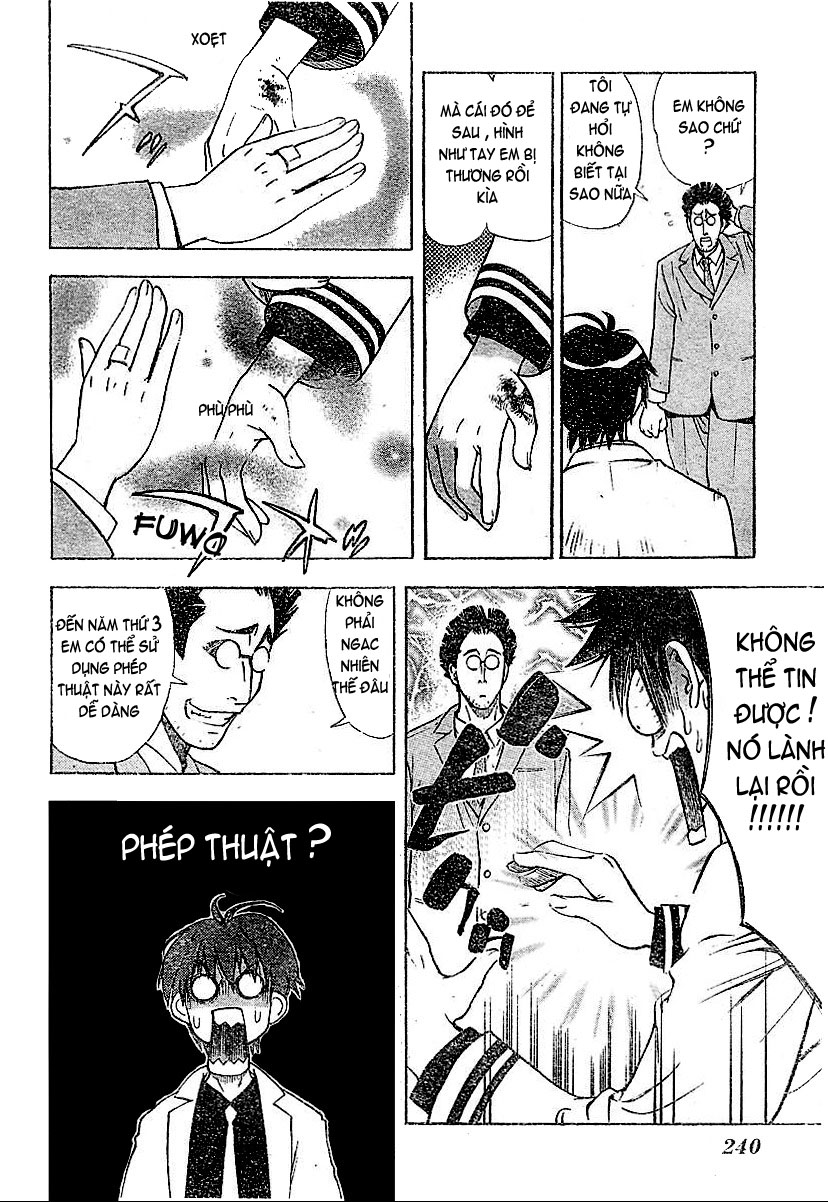 EM KHÔNG
SAO CHỨ
?
TÔI
ĐANG TỰ
HỎI
KHÔNG
BIẾT TẠI
SAO NỮA
MÀ CÁI ĐÓ ĐỂ
SAU , HÌNH
NHƯ TAY EM BỊ
THƯƠNG RỒI
KÌA
XOẸT
PHÙ PHÙ
FUWO
KHÔNG
THỂ TIN
ĐƯỢC !
NÓ LÀNH
LẠI RỒI
!!!!!!
KHÔNG
PHẢI
NGẠC
NHIÊN
THẾ ĐÂU
ĐẾN NĂM THỨ 3
EM CÓ THỂ SỬ
DỤNG PHÉP
THUẬT NÀY RẤT
DỄ DÀNG
PHÉP THUẬT ?
240